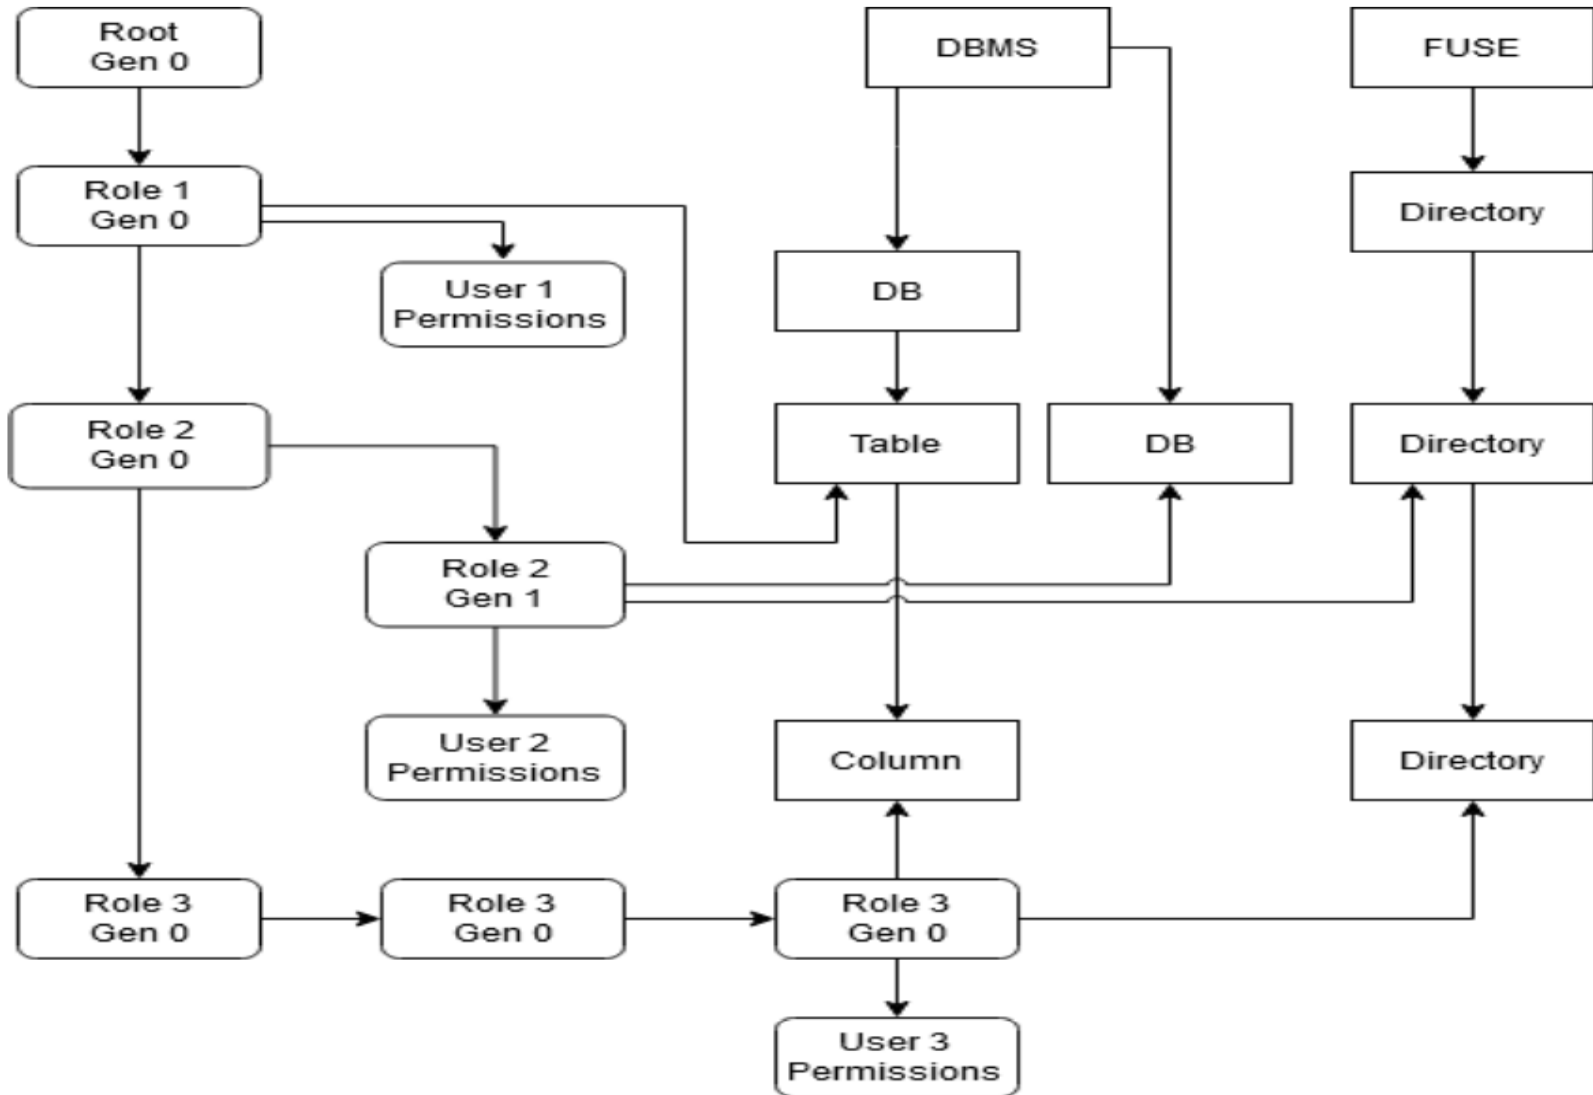 Root
Gen 0
DBMS
FUSE
Role 1
Gen 0
Directory
User 1
Permissions
DB
Role 2
Gen 0
Table
DB
Directory
Role 2
Gen 1
User 2
Permissions
Column
Directory
Role 3
Gen 0
Role 3
Gen 0
Role 3
Gen 0
User 3
Permissions